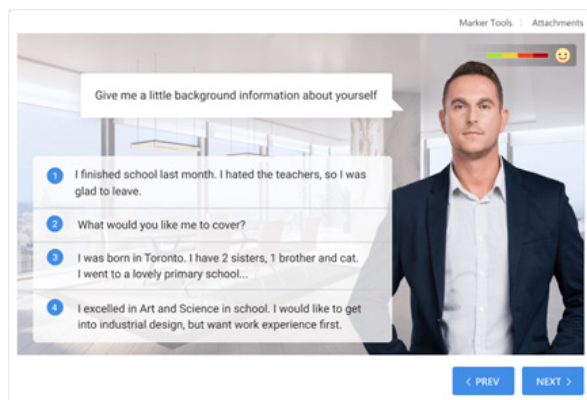 Marker Tools | Attachments
Give me a little background information about yourself
1 I finished school last month. I hated the teachers, so I was
glad to leave.
2 What would you like me to cover?
3 I was born in Toronto. I have 2 sisters, 1 brother and cat.
I went to a lovely primary school...
4 I excelled in Art and Science in school. I would like to get
into industrial design, but want work experience first.
< PREV NEXT >